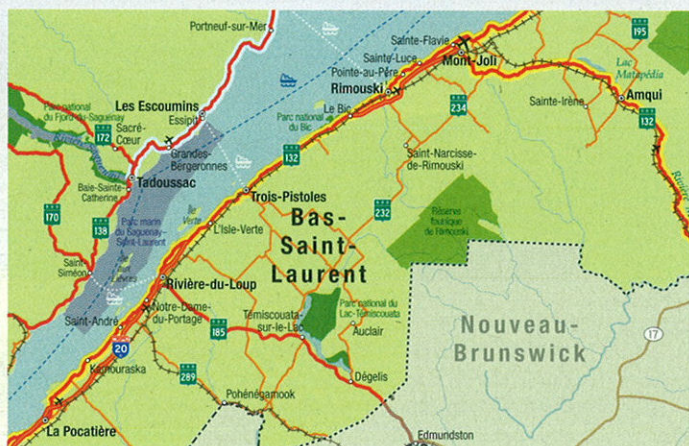 Portneuf-sur-Mer
Sainte-Flavie
195
Mont-Joli
Sainte-Luce
Pointe-au-Père
Rimouski
Lac
Matapédia
Amqui
Sainte-Irène
132
234
Les Escoumins
Essipit
Parc national
du Fjord-du-Saguenay
172
Sacré-
Cœur
Grandes-
Bergeronnes
Le Bic
Parc national
du Bic
132
Saint-Narcisse-
de-Rimouski
Rivière
Tadoussac
Baie-Sainte-
Catherine
Trois-Pistoles
232
Réserve
faunique
de Rimouski
170
138
Parc marin
du Saguenay–
Saint-Laurent
Île
Verte
L'Isle-Verte
Bas-
Saint-
Laurent
Saint-
Siméon
Rivière-du-Loup
Notre-Dame-
du-Portage
Saint-André
185
Témiscouata-
sur-le-Lac
Parc national du
Lac-Témiscouata
Auclair
Nouveau-
Brunswick
17
20
Kamouraska
289
Dégelis
Pohénégamook
La Pocatière
Edmundston